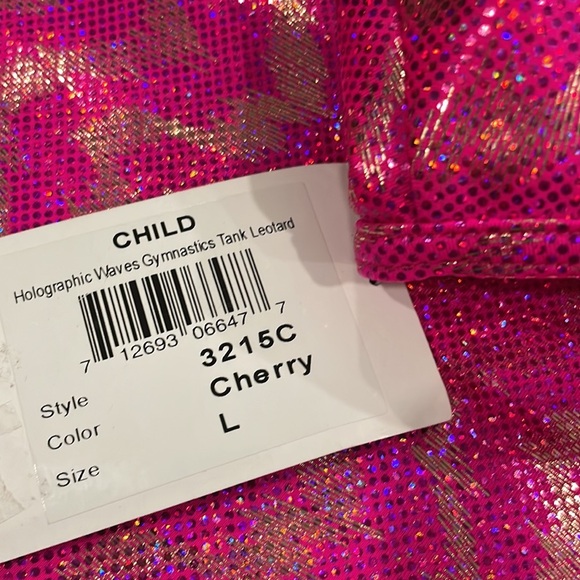 CHILD
Holographic Waves Gymnastics Tank Leotard
7 12693 06647 7
Style 3215C
Color Cherry
Size L